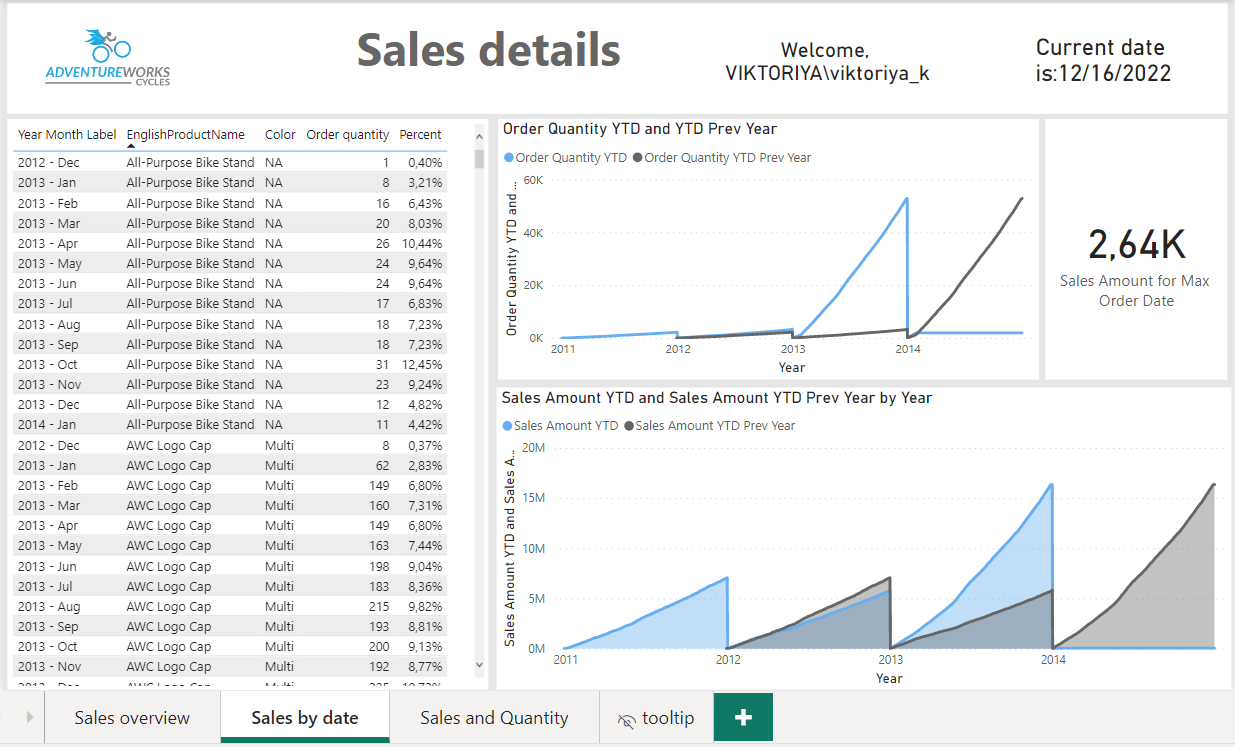 ADVENTUREWORKS
CYCLES
Sales details
Welcome,
VIKTORIYA\viktoriya_k
Current date
is:12/16/2022
Year Month Label EnglishProductName Color Order quantity Percent
2012 - Dec All-Purpose Bike Stand NA 1 0,40%
2013 - Jan All-Purpose Bike Stand NA 8 3,21%
2013 - Feb All-Purpose Bike Stand NA 16 6,43%
2013 - Mar All-Purpose Bike Stand NA 20 8,03%
2013 - Apr All-Purpose Bike Stand NA 26 10,44%
2013 - May All-Purpose Bike Stand NA 24 9,64%
2013 - Jun All-Purpose Bike Stand NA 24 9,64%
2013 - Jul All-Purpose Bike Stand NA 17 6,83%
2013 - Aug All-Purpose Bike Stand NA 18 7,23%
2013 - Sep All-Purpose Bike Stand NA 18 7,23%
2013 - Oct All-Purpose Bike Stand NA 31 12,45%
2013 - Nov All-Purpose Bike Stand NA 23 9,24%
2013 - Dec All-Purpose Bike Stand NA 12 4,82%
2014 - Jan All-Purpose Bike Stand NA 11 4,42%
2012 - Dec AWC Logo Cap Multi 8 0,37%
2013 - Jan AWC Logo Cap Multi 62 2,83%
2013 - Feb AWC Logo Cap Multi 149 6,80%
2013 - Mar AWC Logo Cap Multi 160 7,31%
2013 - Apr AWC Logo Cap Multi 149 6,80%
2013 - May AWC Logo Cap Multi 163 7,44%
2013 - Jun AWC Logo Cap Multi 198 9,04%
2013 - Jul AWC Logo Cap Multi 183 8,36%
2013 - Aug AWC Logo Cap Multi 215 9,82%
2013 - Sep AWC Logo Cap Multi 193 8,81%
2013 - Oct AWC Logo Cap Multi 200 9,13%
2013 - Nov AWC Logo Cap Multi 192 8,77%
Order Quantity YTD and YTD Prev Year
Order Quantity YTD Order Quantity YTD Prev Year
Order Quantity YTD and ...
60K
40K
20K
0K
2011 2012 2013 2014
Year
2,64K
Sales Amount for Max
Order Date
Sales Amount YTD and Sales Amount YTD Prev Year by Year
Sales Amount YTD Sales Amount YTD Prev Year
Sales Amount YTD and Sales A...
20M
15M
10M
5M
0M
2011 2012 2013 2014
Year
Sales overview Sales by date Sales and Quantity tooltip